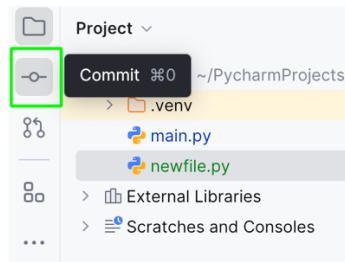 Project
Commit ⌘0 ~/PycharmProjects
.venv
main.py
newfile.py
External Libraries
Scratches and Consoles